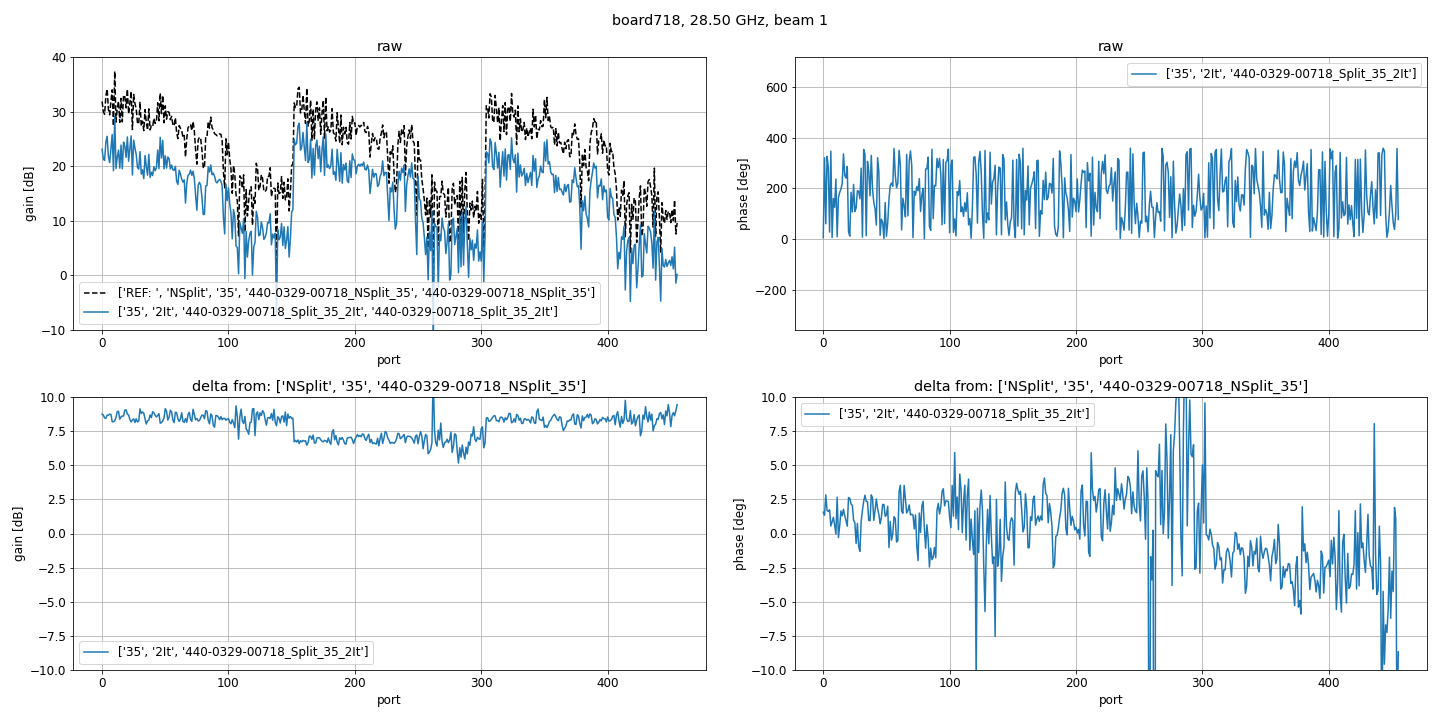 board718, 28.50 GHz, beam 1
raw
40
30
20
10
0
−10
gain [dB]
0
100
200
300
400
port
['REF: ', 'NSplit', '35', '440-0329-00718_NSplit_35', '440-0329-00718_NSplit_35']
['35', '2It', '440-0329-00718_Split_35_2It', '440-0329-00718_Split_35_2It']
raw
600
400
200
0
−200
phase [deg]
0
100
200
300
400
port
['35', '2It', '440-0329-00718_Split_35_2It']
delta from: ['NSplit', '35', '440-0329-00718_NSplit_35']
10.0
7.5
5.0
2.5
0.0
−2.5
−5.0
−7.5
−10.0
gain [dB]
0
100
200
300
400
port
['35', '2It', '440-0329-00718_Split_35_2It']
delta from: ['NSplit', '35', '440-0329-00718_NSplit_35']
10.0
7.5
5.0
2.5
0.0
−2.5
−5.0
−7.5
−10.0
phase [deg]
0
100
200
300
400
port
['35', '2It', '440-0329-00718_Split_35_2It']